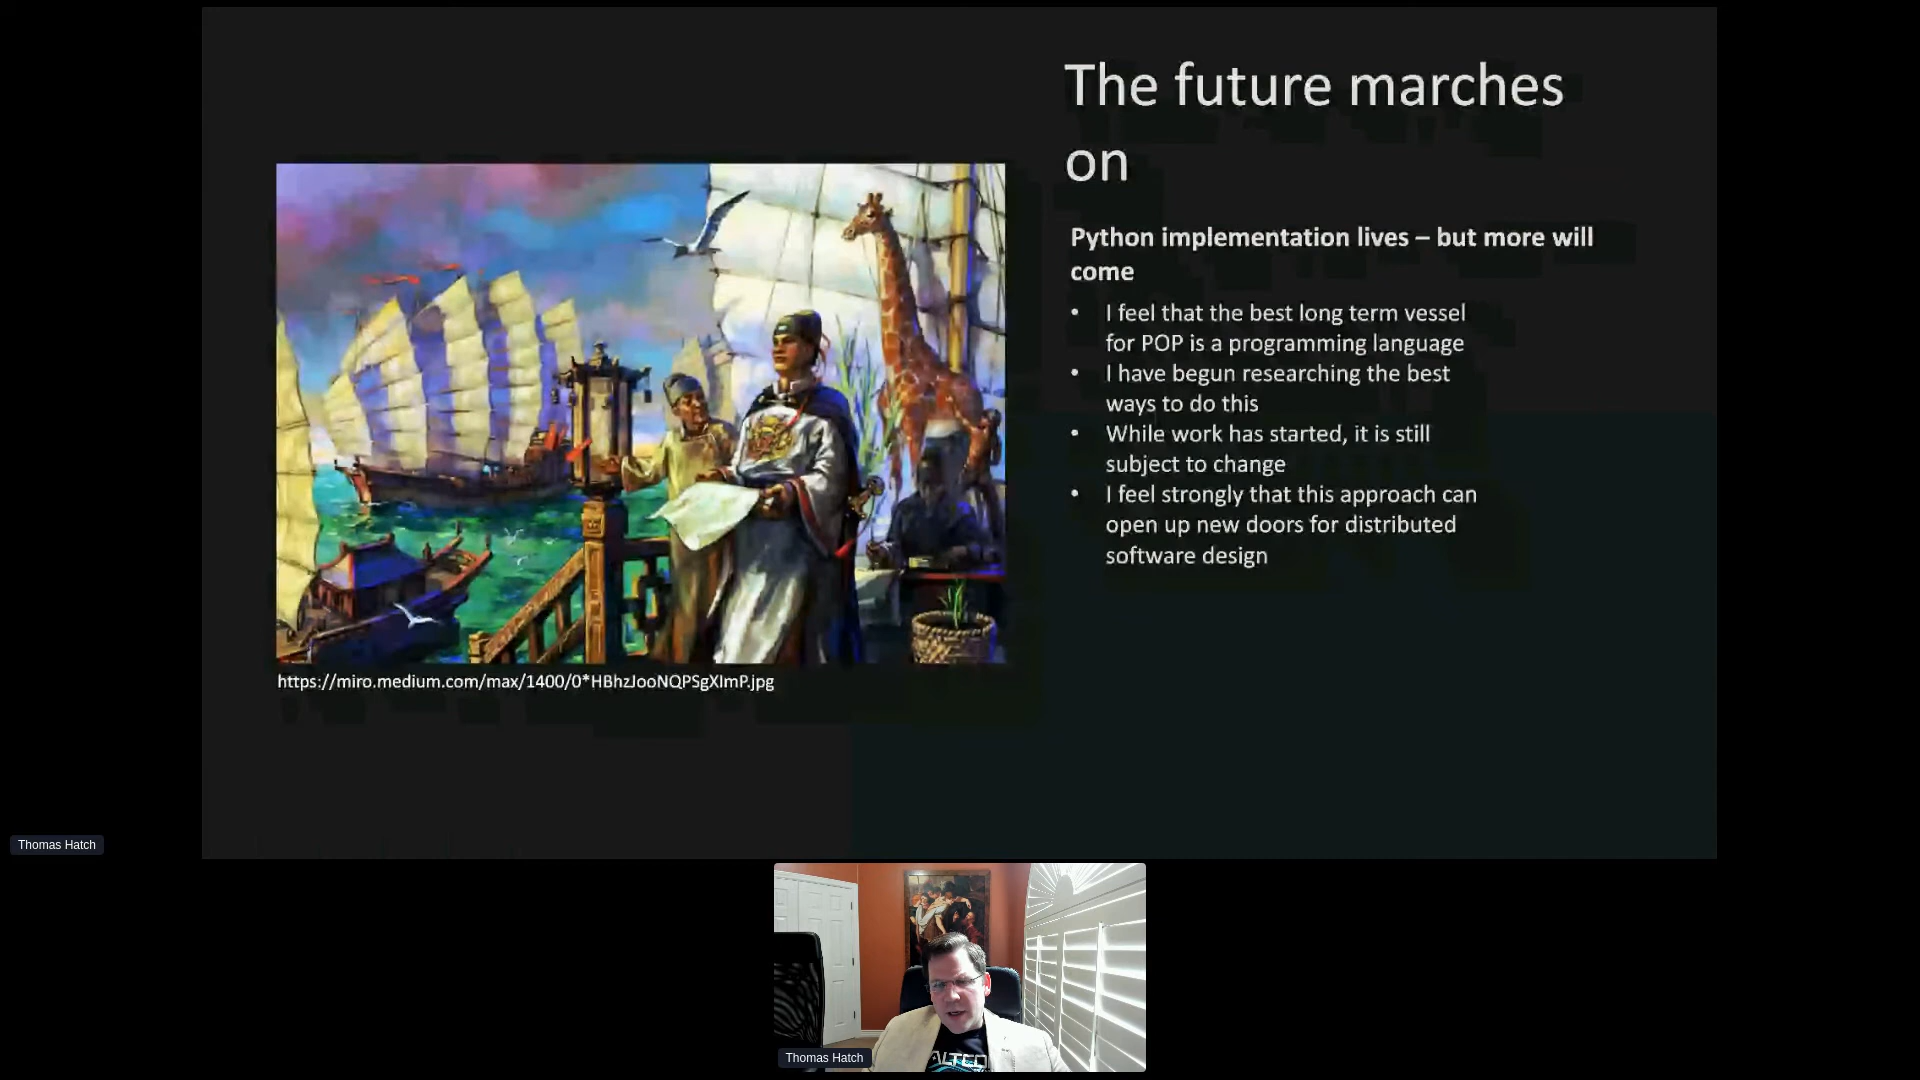 The future marches
on
Python implementation lives – but more will
come
• I feel that the best long term vessel
for POP is a programming language
• I have begun researching the best
ways to do this
• While work has started, it is still
subject to change
• I feel strongly that this approach can
open up new doors for distributed
software design
https://miro.medium.com/max/1400/0*HBhzJooNQPSgXImP.jpg
Thomas Hatch
Thomas Hatch